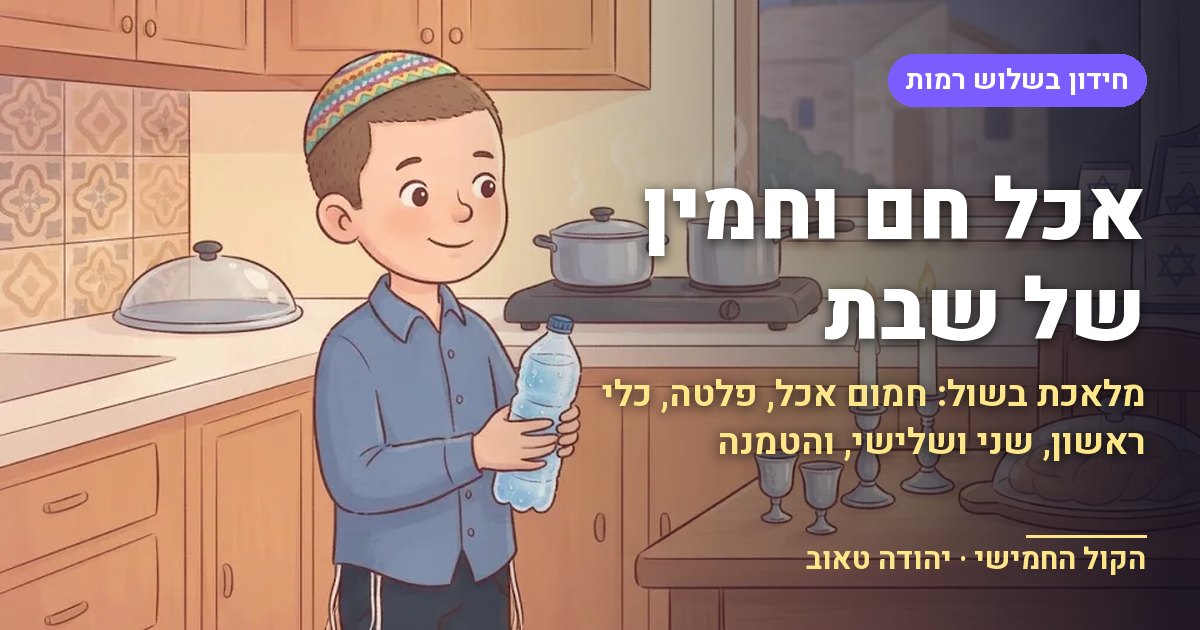 חידון בשלוש רמות
אכל חם וחמין
של שבת
מלאכת בשול: חמום אכל, פלטה, כלי
ראשון, שני ושלישי, והטמנה
הקול החמישי · יהודה טאוב